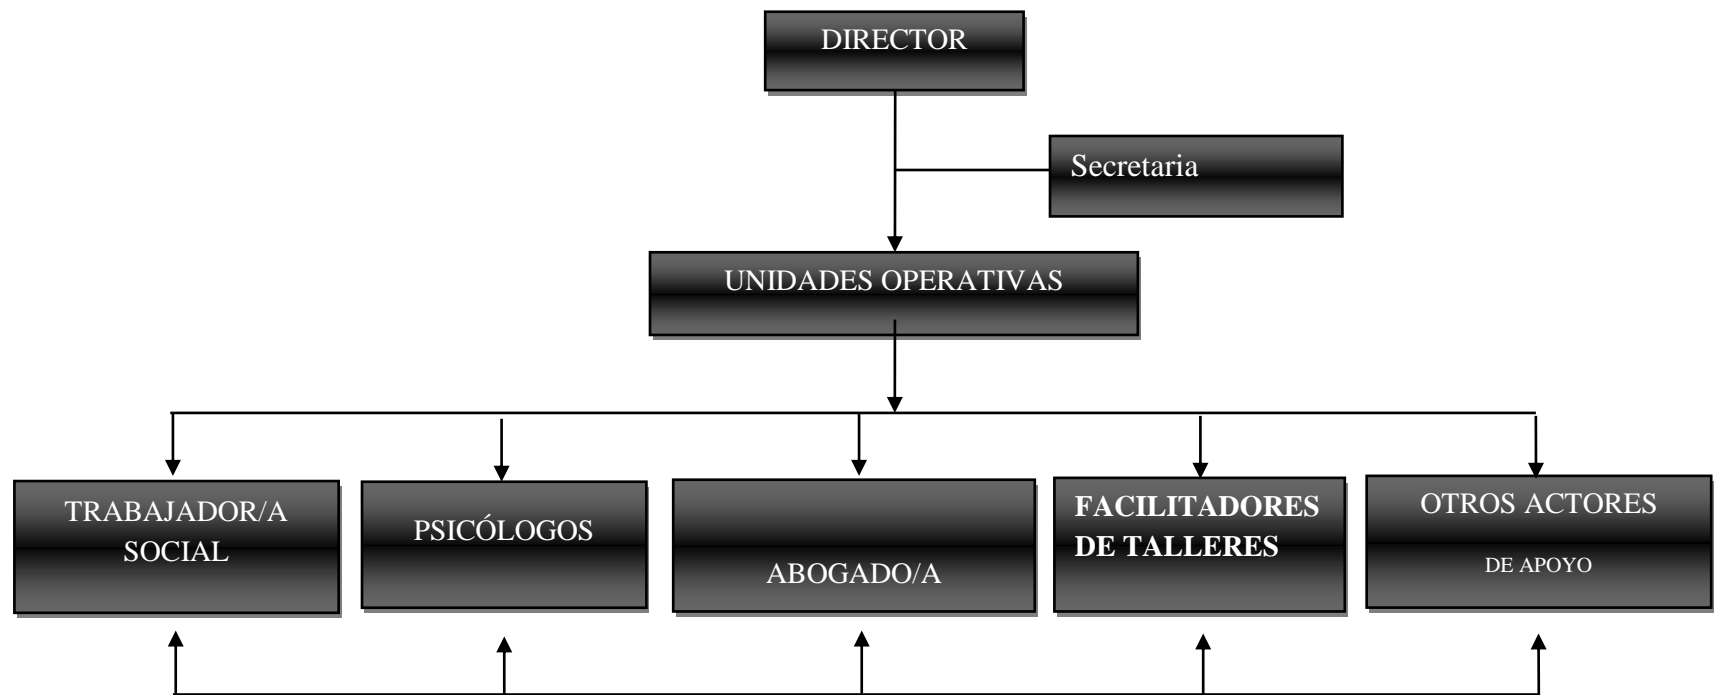 DIRECTOR
Secretaria
UNIDADES OPERATIVAS
TRABAJADOR/A
SOCIAL
PSICÓLOGOS
ABOGADO/A
FACILITADORES
DE TALLERES
OTROS ACTORES
DE APOYO